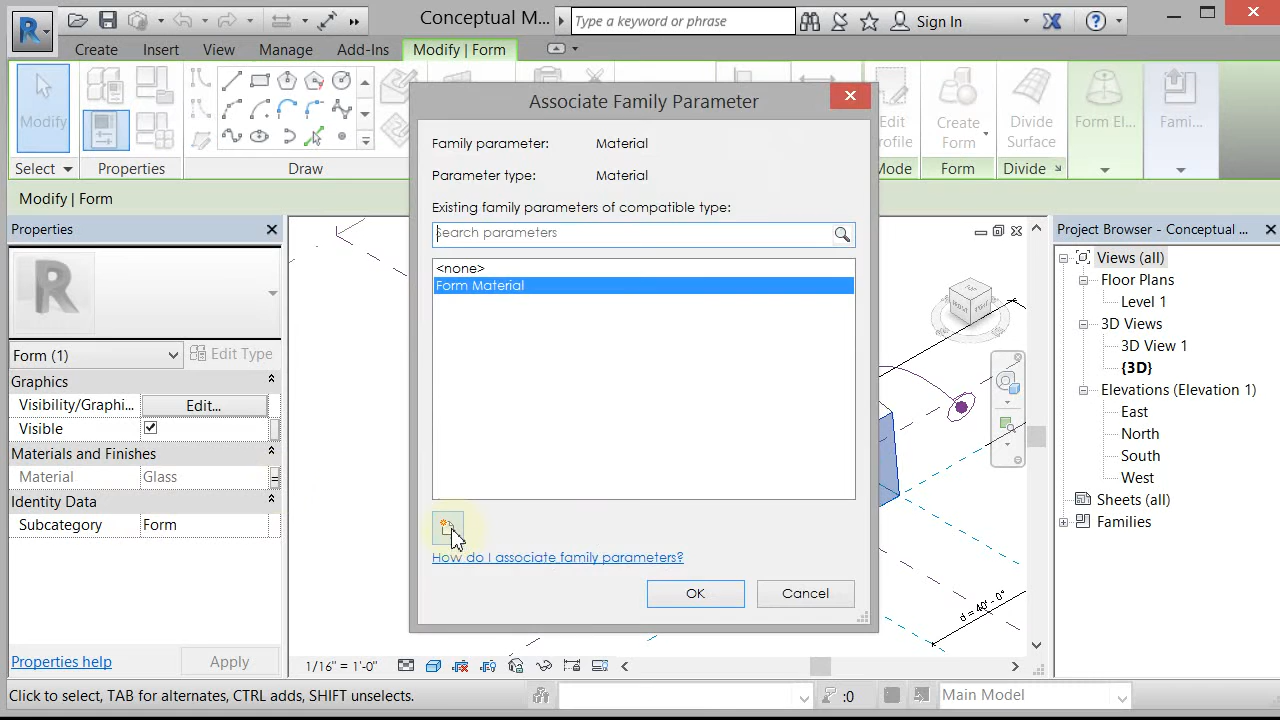 Conceptual M...
Type a keyword or phrase
Sign In
Create
Insert
View
Manage
Add-Ins
Modify | Form
Modify
Select
Properties
Draw
Edit
Mode
Create
Form
Form
Divide
Surface
Divide
Form El...
Fami...
Modify | Form
Properties
Form (1)
Edit Type
Graphics
Visibility/Graphi...
Edit...
Visible
Materials and Finishes
Material
Glass
Identity Data
Subcategory
Form
Properties help
Apply
Associate Family Parameter
Family parameter:
Material
Parameter type:
Material
Existing family parameters of compatible type:
Search parameters
<none>
Form Material
How do I associate family parameters?
OK
Cancel
d = 40' - 0"
1/16" = 1'-0"
Project Browser - Conceptual
Views (all)
Floor Plans
Level 1
3D Views
3D View 1
{3D}
Elevations (Elevation 1)
East
North
South
West
Sheets (all)
Families
Click to select, TAB for alternates, CTRL adds, SHIFT unselects.
:0
Main Model